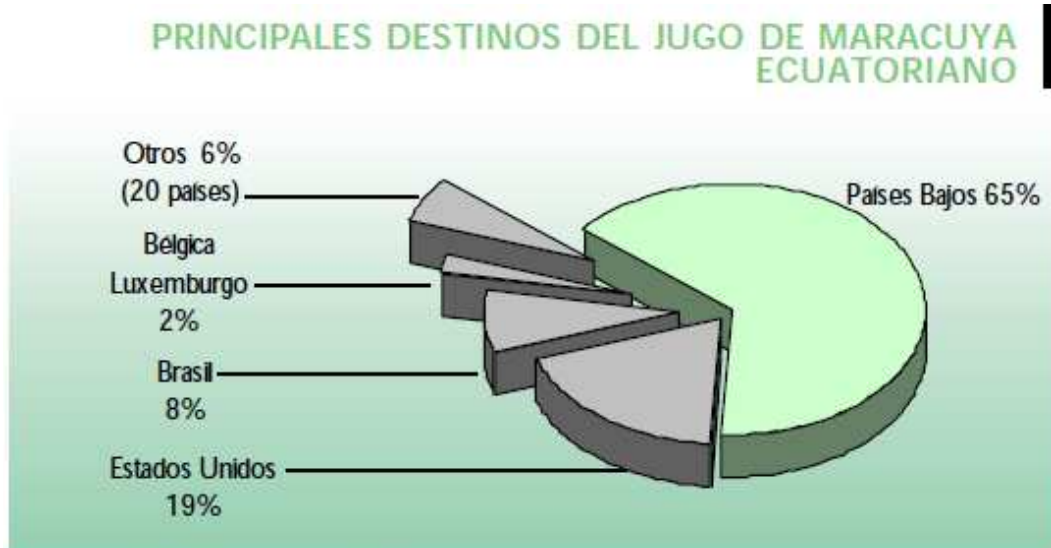 PRINCIPALES DESTINOS DEL JUGO DE MARACUYA
ECUATORIANO
Otros 6%
(20 países)
Países Bajos 65%
Bélgica
Luxemburgo
2%
Brasil
8%
Estados Unidos
19%